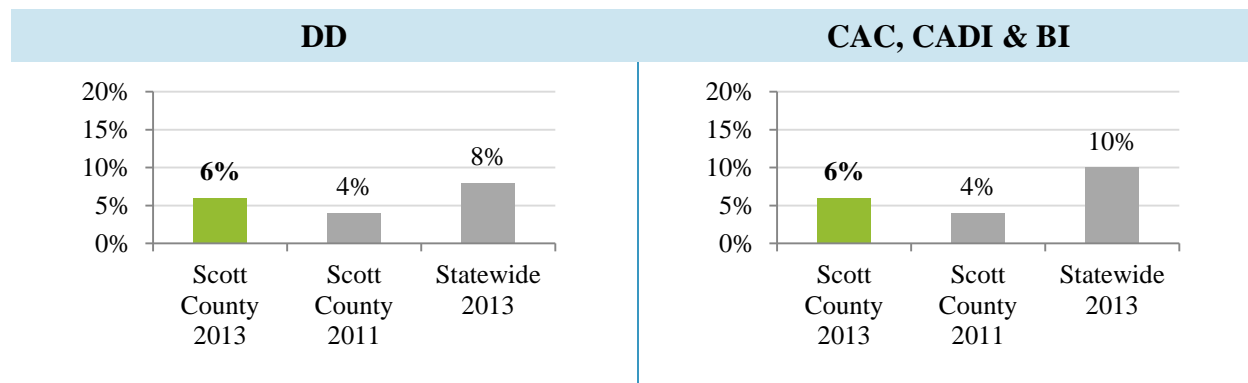 DD
20%
15%
10%
5%
0%
6%
4%
8%
Scott
County
2013
Scott
County
2011
Statewide
2013
CAC, CADI & BI
20%
15%
10%
5%
0%
6%
4%
10%
Scott
County
2013
Scott
County
2011
Statewide
2013